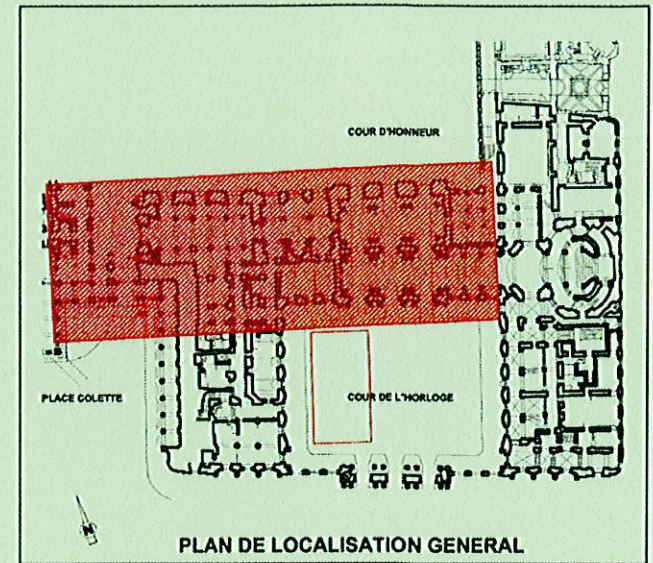 COUR D'HONNEUR
PLACE COLETTE
COUR DE L'HORLOGE
N
PLAN DE LOCALISATION GENERAL